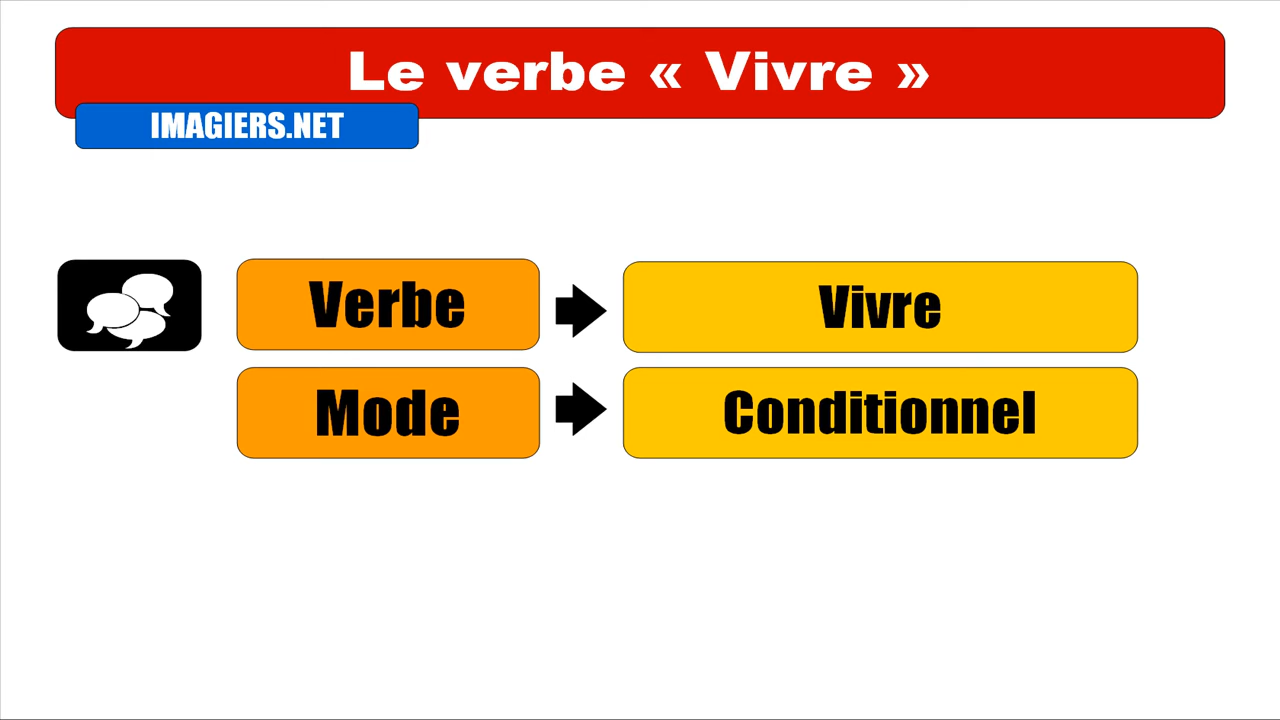 Le verbe « Vivre »
IMAGIERS.NET
Verbe
Vivre
Mode
Conditionnel